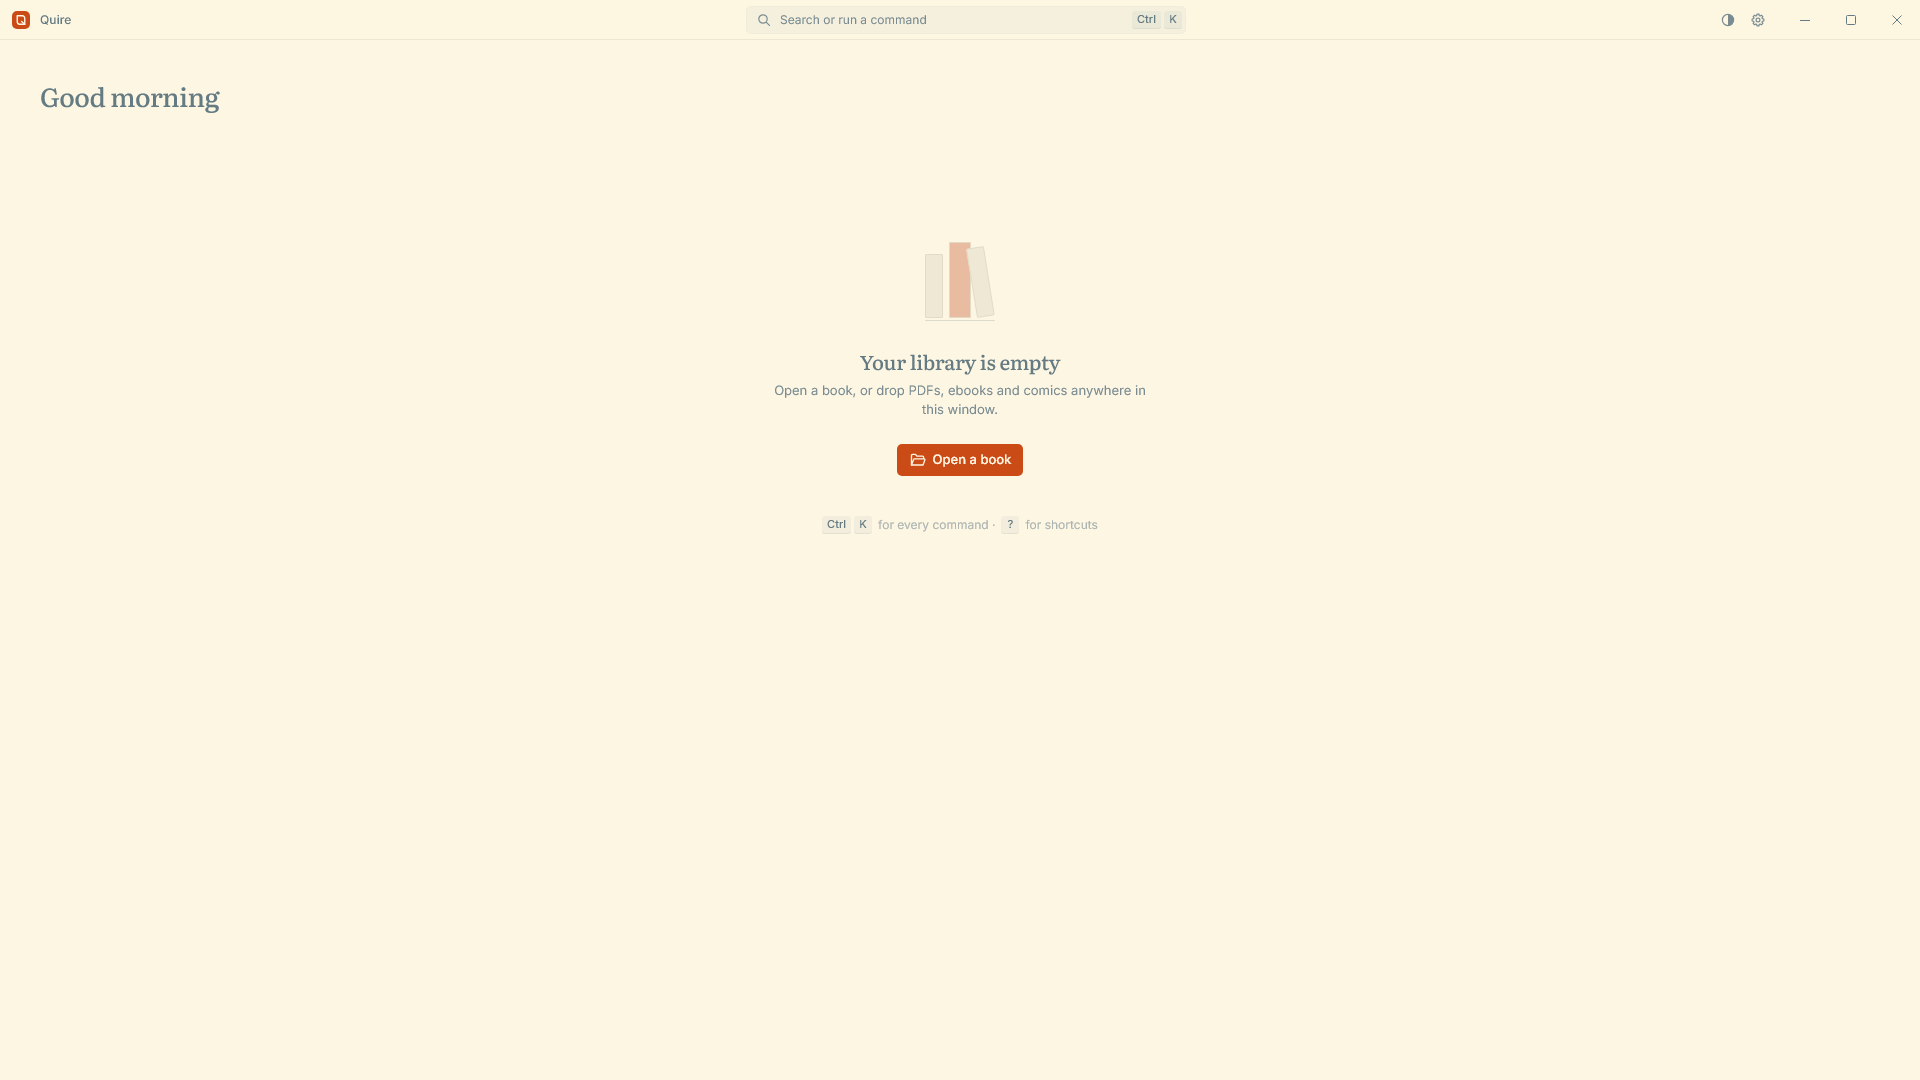 Quire
Search or run a command
Ctrl K
Good morning
Your library is empty
Open a book, or drop PDFs, ebooks and comics anywhere in
this window.
Open a book
Ctrl K for every command · ? for shortcuts